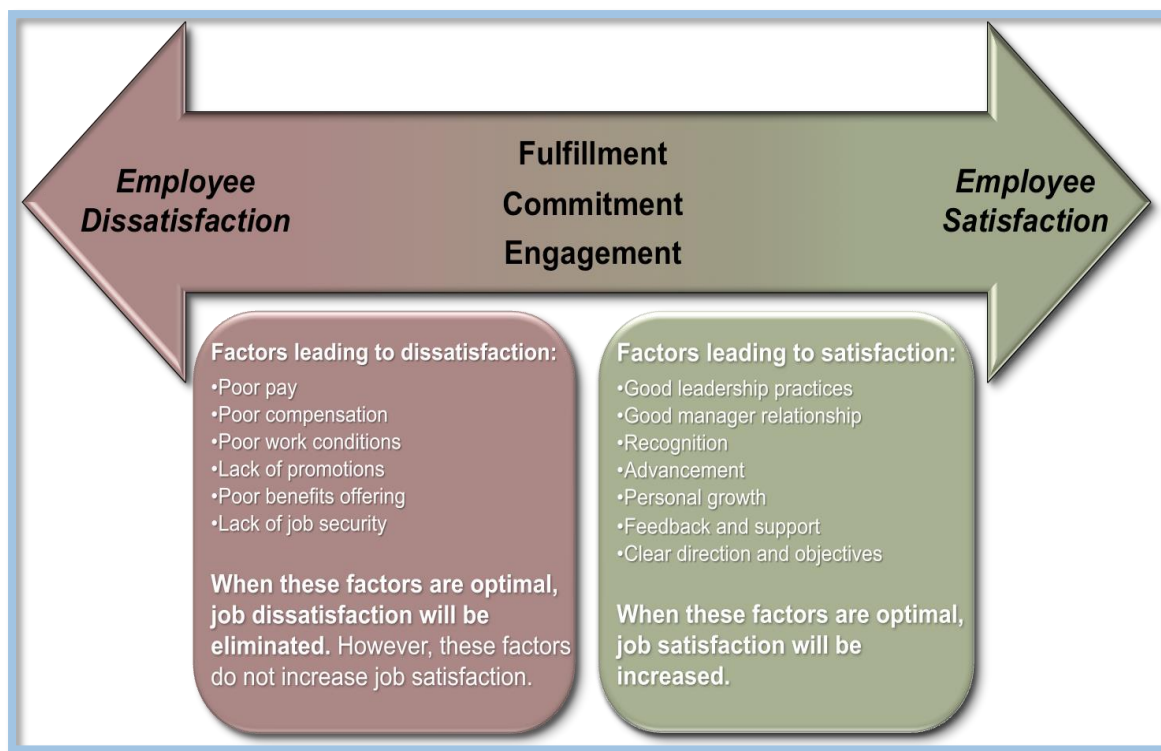 Employee
Dissatisfaction
Fulfillment
Commitment
Engagement
Employee
Satisfaction
Factors leading to dissatisfaction:
•Poor pay
•Poor compensation
•Poor work conditions
•Lack of promotions
•Poor benefits offering
•Lack of job security
When these factors are optimal,
job dissatisfaction will be
eliminated. However, these factors
do not increase job satisfaction.
Factors leading to satisfaction:
•Good leadership practices
•Good manager relationship
•Recognition
•Advancement
•Personal growth
•Feedback and support
•Clear direction and objectives
When these factors are optimal,
job satisfaction will be
increased.